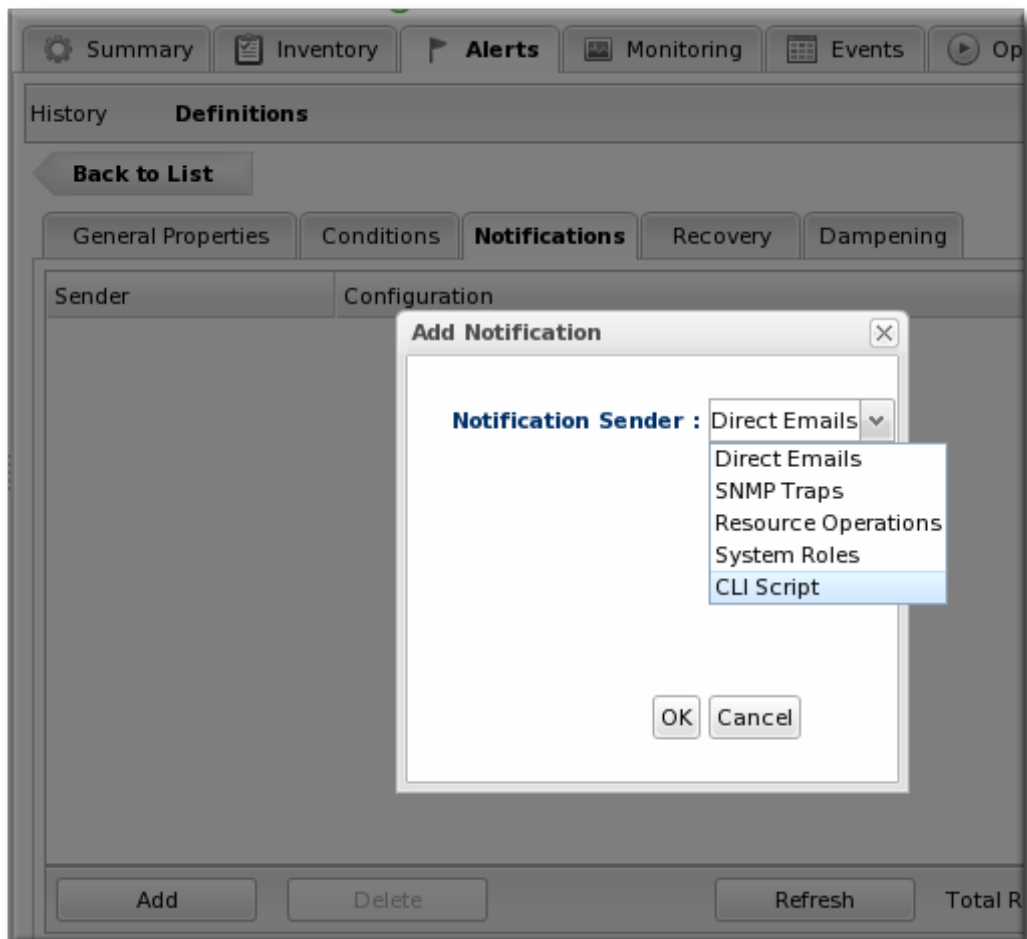 Summary Inventory Alerts Monitoring Events Op
History Definitions
Back to List
General Properties Conditions Notifications Recovery Dampening
Sender Configuration
Add Notification
Notification Sender : Direct Emails
Direct Emails
SNMP Traps
Resource Operations
System Roles
CLI Script
OK Cancel
Add Delete Refresh Total R